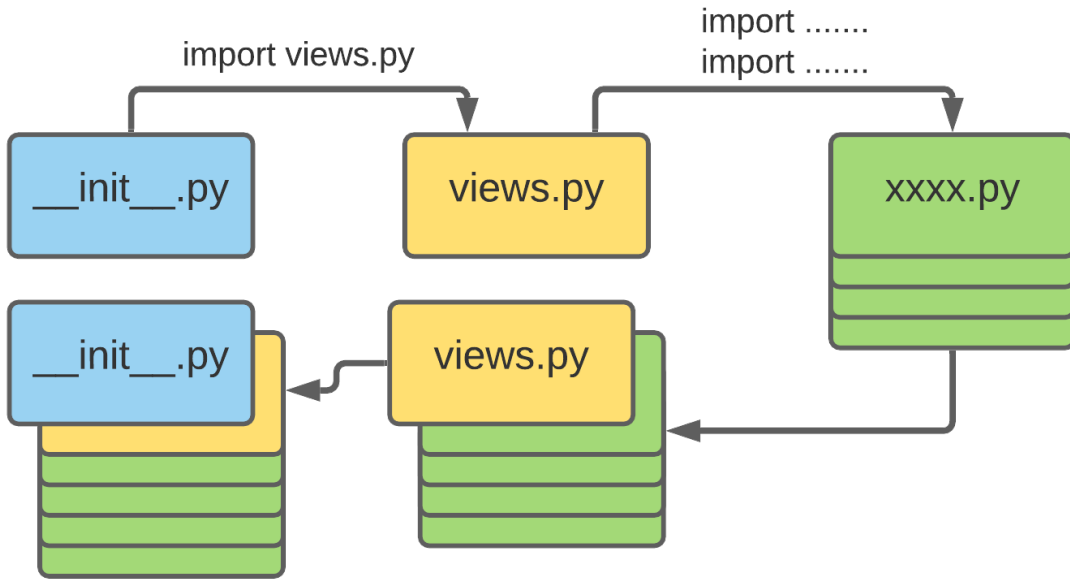 import .......
import .......
import views.py
__init__.py
views.py
xxxx.py
__init__.py
views.py